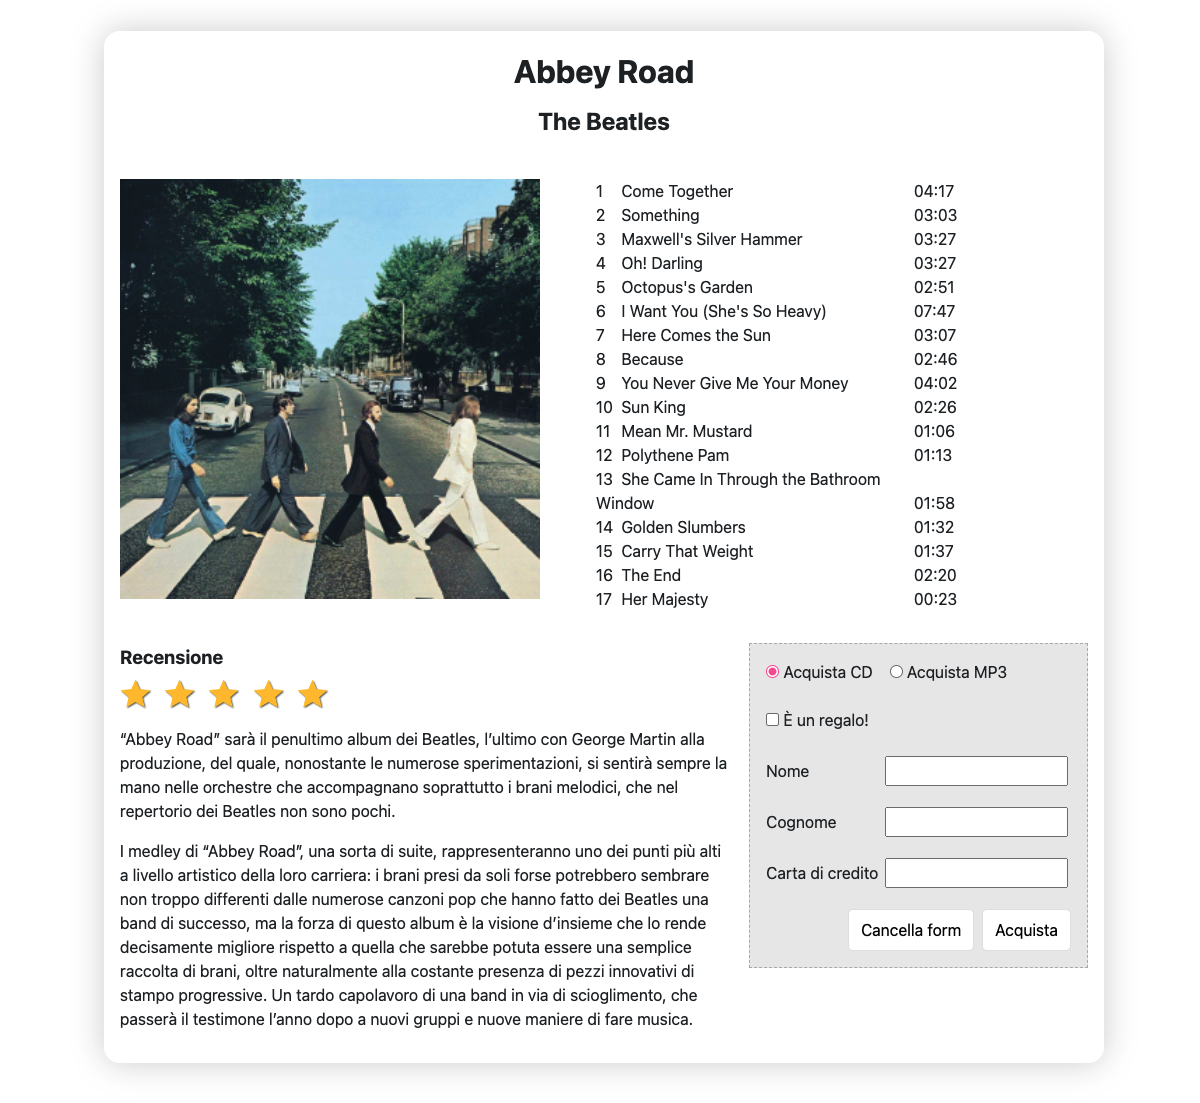 Abbey Road
The Beatles
1 Come Together 04:17
2 Something 03:03
3 Maxwell's Silver Hammer 03:27
4 Oh! Darling 03:27
5 Octopus's Garden 02:51
6 I Want You (She's So Heavy) 07:47
7 Here Comes the Sun 03:07
8 Because 02:46
9 You Never Give Me Your Money 04:02
10 Sun King 02:26
11 Mean Mr. Mustard 01:06
12 Polythene Pam 01:13
13 She Came In Through the Bathroom
Window 01:58
14 Golden Slumbers 01:32
15 Carry That Weight 01:37
16 The End 02:20
17 Her Majesty 00:23
Recensione
“Abbey Road” sarà il penultimo album dei Beatles, l’ultimo con George Martin alla
produzione, del quale, nonostante le numerose sperimentazioni, si sentirà sempre la
mano nelle orchestre che accompagnano soprattutto i brani melodici, che nel
repertorio dei Beatles non sono pochi.
I medley di “Abbey Road”, una sorta di suite, rappresenteranno uno dei punti più alti
a livello artistico della loro carriera: i brani presi da soli forse potrebbero sembrare
non troppo differenti dalle numerose canzoni pop che hanno fatto dei Beatles una
band di successo, ma la forza di questo album è la visione d’insieme che lo rende
decisamente migliore rispetto a quella che sarebbe potuta essere una semplice
raccolta di brani, oltre naturalmente alla costante presenza di pezzi innovativi di
stampo progressive. Un tardo capolavoro di una band in via di scioglimento, che
passerà il testimone l’anno dopo a nuovi gruppi e nuove maniere di fare musica.
Acquista CD Acquista MP3
È un regalo!
Nome
Cognome
Carta di credito
Cancella form Acquista